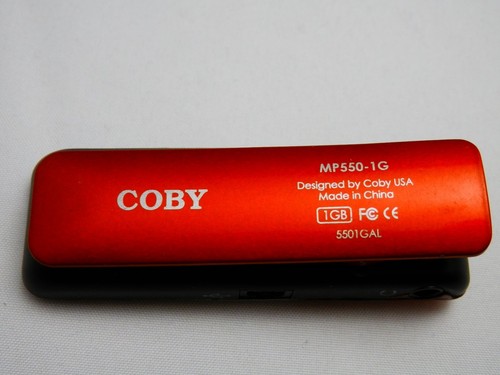 COBY
MP550-1G
Designed by Coby USA
Made in China
1GB FC CE
5501GAL